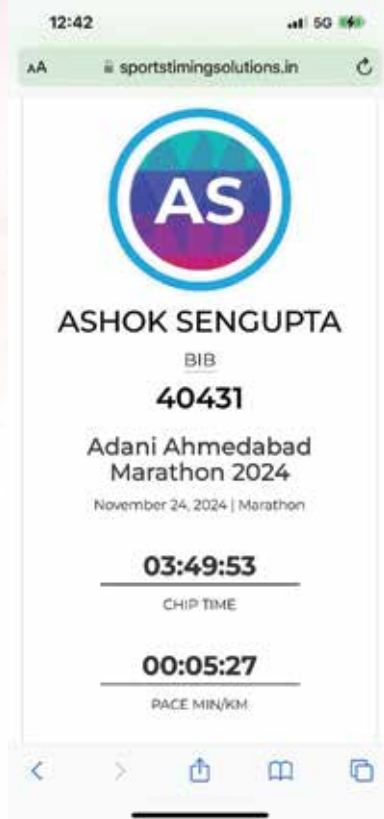 12:42
5G
AA
sportstimingsolutions.in
AS
ASHOK SENGUPTA
BIB
40431
Adani Ahmedabad
Marathon 2024
November 24, 2024 | Marathon
03:49:53
CHIP TIME
00:05:27
PACE MIN/KM